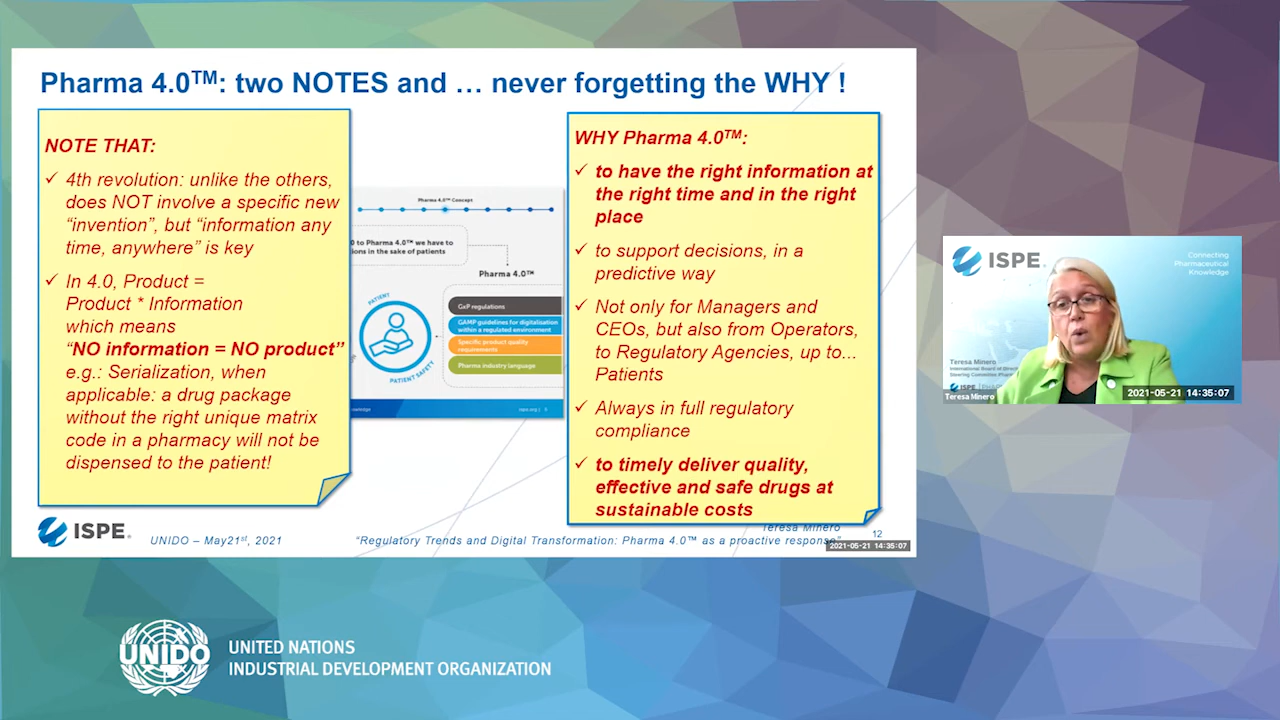 Pharma 4.0TM: two NOTES and … never forgetting the WHY !
NOTE THAT:
✓ 4th revolution: unlike the others,
does NOT involve a specific new
“invention”, but “information any
time, anywhere” is key
✓ In 4.0, Product =
Product * Information
which means
“NO information = NO product”
e.g.: Serialization, when
applicable: a drug package
without the right unique matrix
code in a pharmacy will not be
dispensed to the patient!
Pharma 4.0™ Concept
0 to Pharma 4.0™ we have to
ions in the sake of patients
Pharma 4.0™
PATIENT
PATIENT SAFETY
GxP regulations
GAMP guidelines for digitalisation
within a regulated environment
Specific product quality
requirements
Pharma industry language
ispe.org
WHY Pharma 4.0TM:
✓ to have the right information at
the right time and in the right
place
✓ to support decisions, in a
predictive way
✓ Not only for Managers and
CEOs, but also from Operators,
to Regulatory Agencies, up to...
Patients
✓ Always in full regulatory
compliance
✓ to timely deliver quality,
effective and safe drugs at
sustainable costs
ISPE.
UNIDO – May21st, 2021
Teresa Minero
“Regulatory Trends and Digital Transformation: Pharma 4.0™ as a proactive response”
12
2021-05-21 14:35:07
ISPE.
Connecting
Pharmaceutical
Knowledge
Teresa Minero
International Board of Direct
Steering Committee
ISPE
Teresa Minero
2021-05-21 14:35:07
UNIDO
UNITED NATIONS
INDUSTRIAL DEVELOPMENT ORGANIZATION